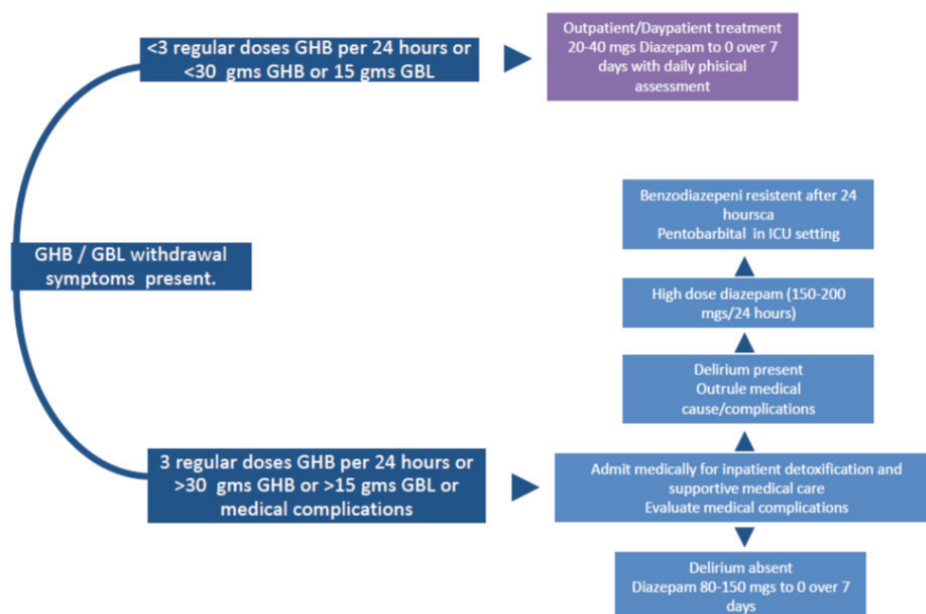 <3 regular doses GHB per 24 hours or
<30 gms GHB or 15 gms GBL
Outpatient/Daypatient treatment
20-40 mgs Diazepam to 0 over 7
days with daily phisical
assessment
Benzodiazepeni resistent after 24
hoursca
Pentobarbital in ICU setting
GHB / GBL withdrawal
symptoms present.
High dose diazepam (150-200
mgs/24 hours)
Delirium present
Outrule medical
cause/complications
3 regular doses GHB per 24 hours or
>30 gms GHB or >15 gms GBL or
medical complications
Admit medically for inpatient detoxification and
supportive medical care
Evaluate medical complications
Delirium absent
Diazepam 80-150 mgs to 0 over 7
days